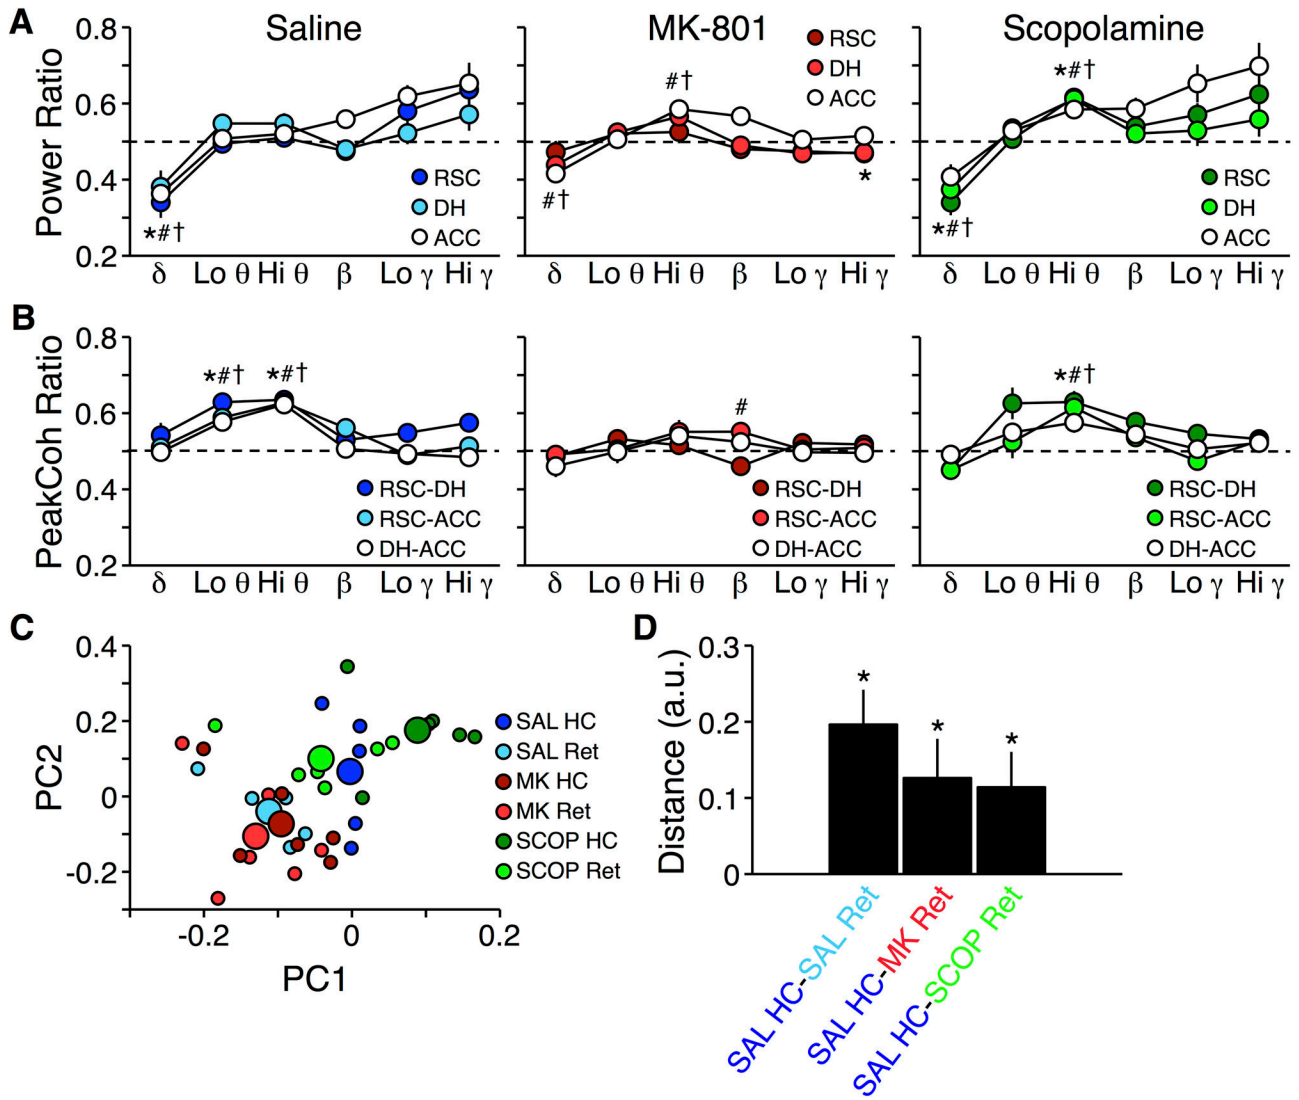 A
Saline
MK-801
Scopolamine
Power Ratio
0.8
0.6
0.4
0.2
RSC
DH
ACC
*#†
δ Lo θ Hi θ β Lo γ Hi γ
RSC
DH
ACC
#†
#†
*
δ Lo θ Hi θ β Lo γ Hi γ
*#†
*#†
RSC
DH
ACC
δ Lo θ Hi θ β Lo γ Hi γ
B
PeakCoh Ratio
0.8
0.6
0.4
0.2
*#† *#†
RSC-DH
RSC-ACC
DH-ACC
δ Lo θ Hi θ β Lo γ Hi γ
#
RSC-DH
RSC-ACC
DH-ACC
δ Lo θ Hi θ β Lo γ Hi γ
*#†
RSC-DH
RSC-ACC
DH-ACC
δ Lo θ Hi θ β Lo γ Hi γ
C
PC2
0.4
0.2
0
-0.2
-0.2 0 0.2
PC1
SAL HC
SAL Ret
MK HC
MK Ret
SCOP HC
SCOP Ret
D
Distance (a.u.)
0.3
0.2
0.1
0
*
*
*
SAL HC-SAL Ret
SAL HC-MK Ret
SAL HC-SCOP Ret